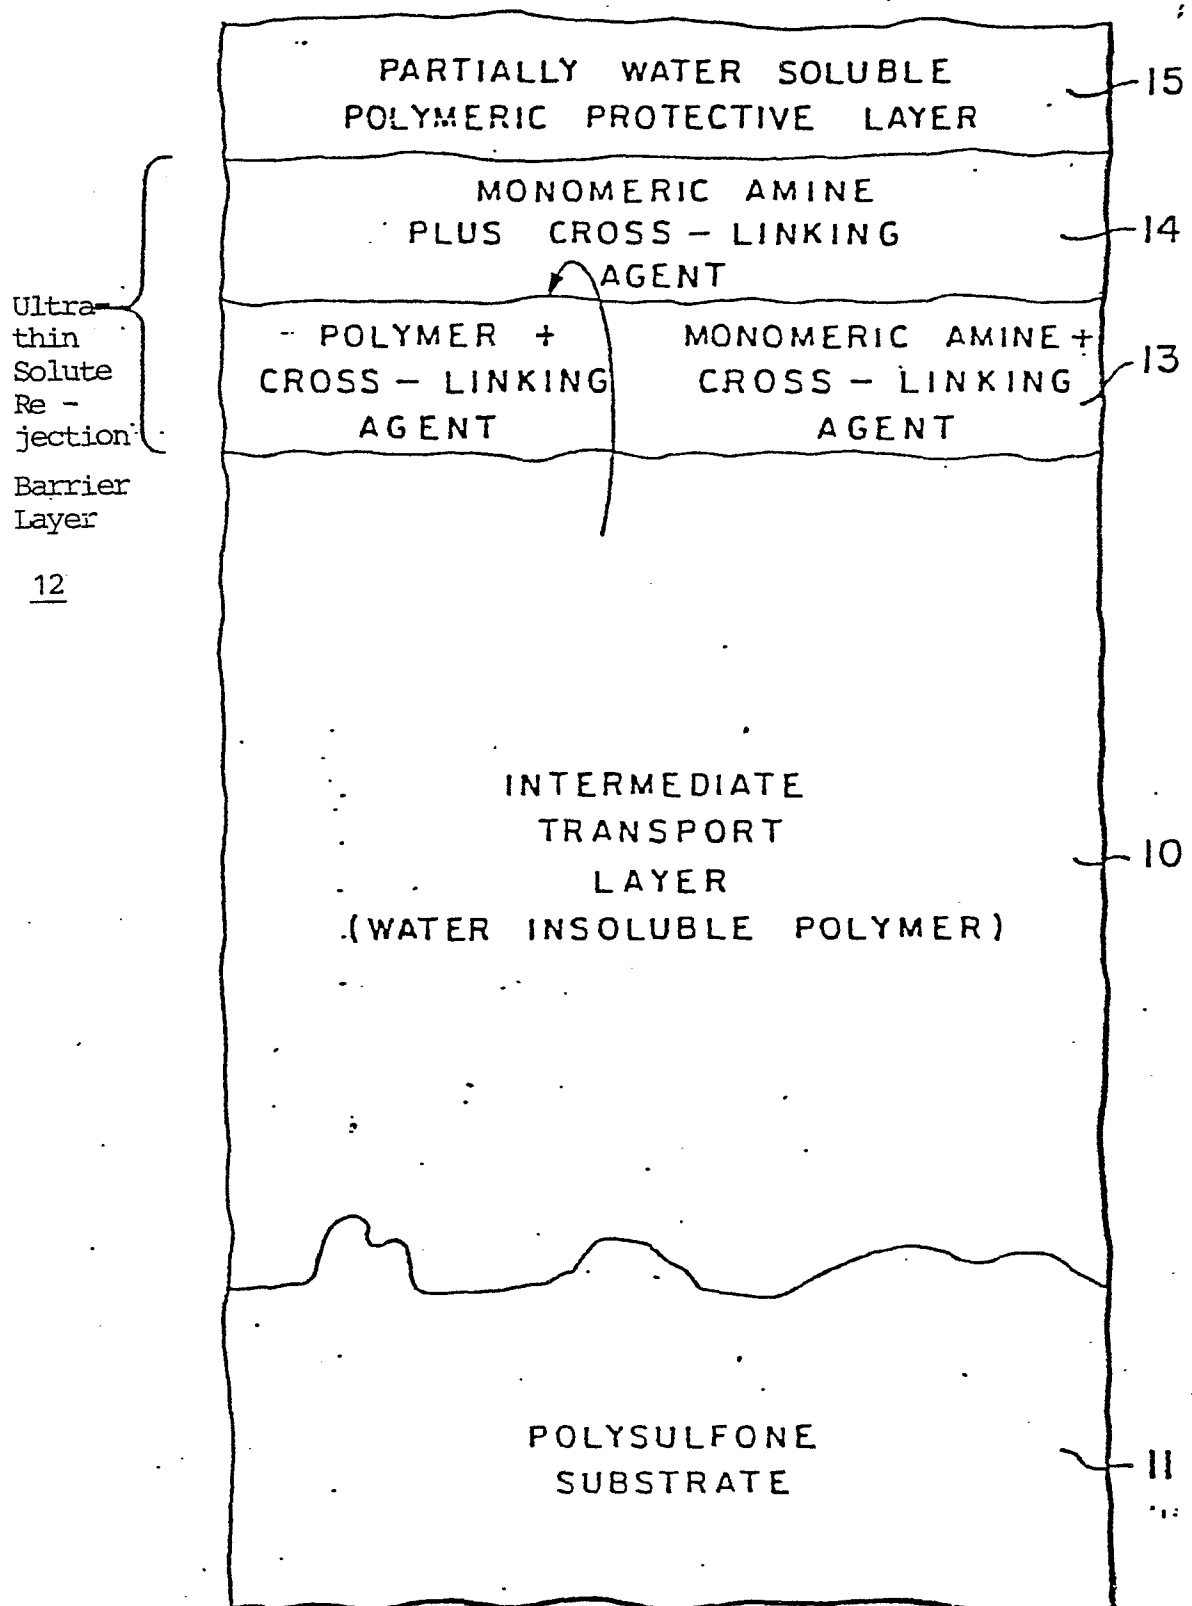 PARTIALLY WATER SOLUBLE
POLYMERIC PROTECTIVE LAYER
15
MONOMERIC AMINE
PLUS CROSS - LINKING
AGENT
14
POLYMER +
CROSS - LINKING
AGENT
MONOMERIC AMINE +
CROSS - LINKING
AGENT
13
Ultra-
thin
Solute
Re -
jection
Barrier
Layer
12
INTERMEDIATE
TRANSPORT
LAYER
(WATER INSOLUBLE POLYMER)
10
POLYSULFONE
SUBSTRATE
11